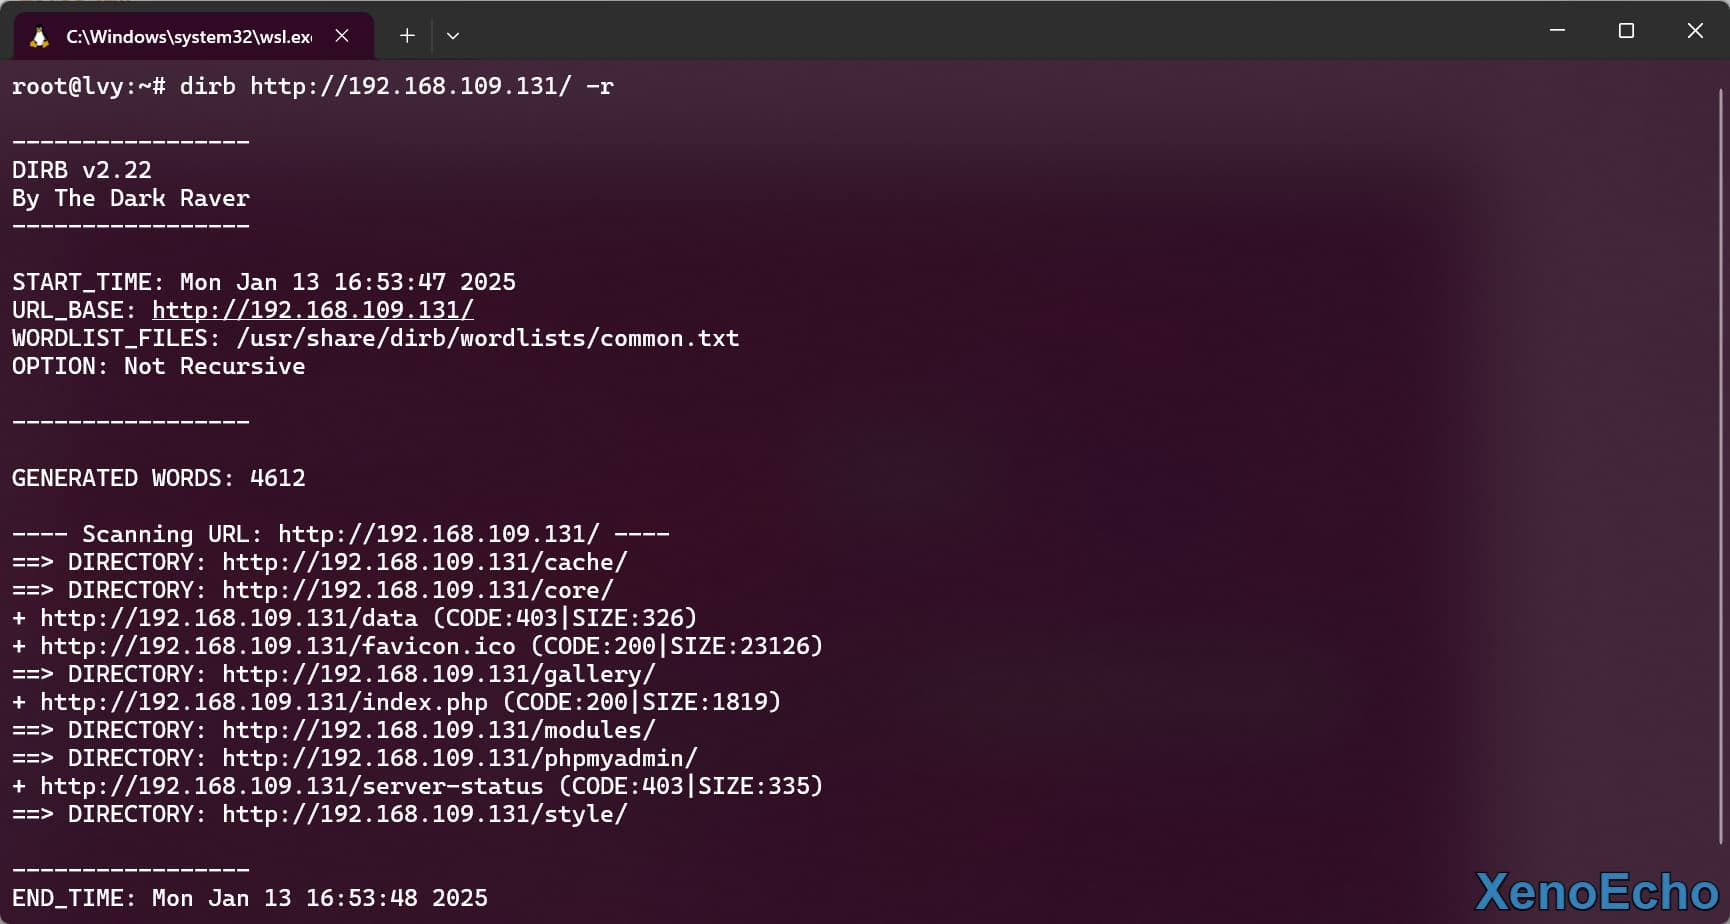 C:\Windows\system32\wsl.ex
root@lvy:~# dirb http://192.168.109.131/ -r
-----------------
DIRB v2.22
By The Dark Raver
-----------------
START_TIME: Mon Jan 13 16:53:47 2025
URL_BASE: http://192.168.109.131/
WORDLIST_FILES: /usr/share/dirb/wordlists/common.txt
OPTION: Not Recursive
-----------------
GENERATED WORDS: 4612
---- Scanning URL: http://192.168.109.131/ ----
==> DIRECTORY: http://192.168.109.131/cache/
==> DIRECTORY: http://192.168.109.131/core/
+ http://192.168.109.131/data (CODE:403|SIZE:326)
+ http://192.168.109.131/favicon.ico (CODE:200|SIZE:23126)
==> DIRECTORY: http://192.168.109.131/gallery/
+ http://192.168.109.131/index.php (CODE:200|SIZE:1819)
==> DIRECTORY: http://192.168.109.131/modules/
==> DIRECTORY: http://192.168.109.131/phpmyadmin/
+ http://192.168.109.131/server-status (CODE:403|SIZE:335)
==> DIRECTORY: http://192.168.109.131/style/
-----------------
END_TIME: Mon Jan 13 16:53:48 2025
XenoEcho